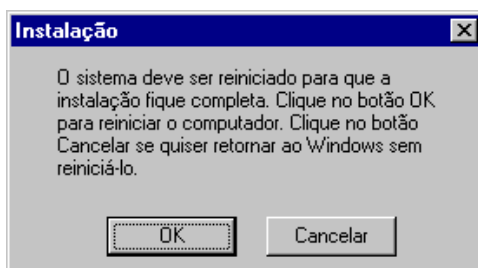 Instalação
O sistema deve ser reiniciado para que a
instalação fique completa. Clique no botão OK
para reiniciar o computador. Clique no botão
Cancelar se quiser retornar ao Windows sem
reiniciá-lo.
OK
Cancelar